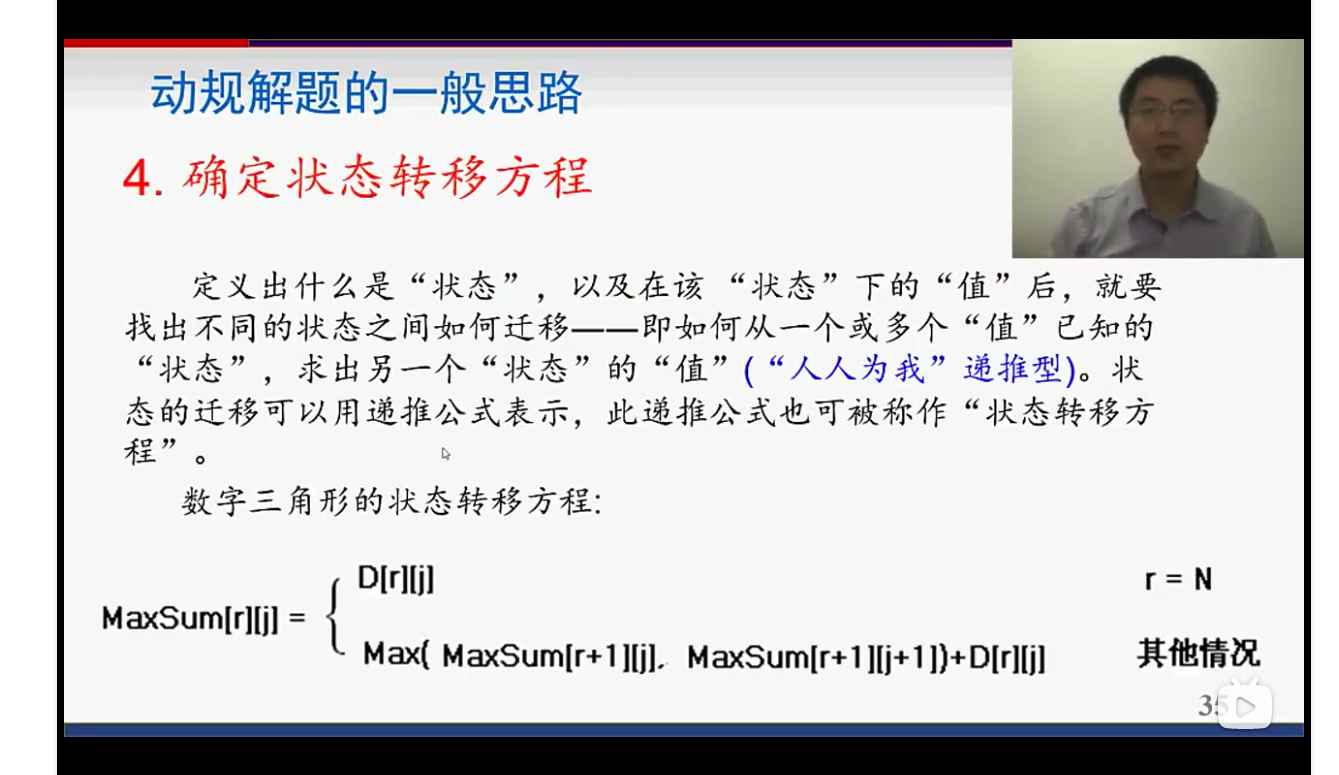 动规解题的一般思路
4. 确定状态转移方程
定义出什么是“状态”，以及在该 “状态”下的“值”后，就要
找出不同的状态之间如何迁移——即如何从一个或多个“值”已知的
“状态”，求出另一个“状态”的“值”(“人人为我”递推型)。状
态的迁移可以用递推公式表示，此递推公式也可被称作“状态转移方
程”。
数字三角形的状态转移方程:
D[r][j] r = N
MaxSum[r][j] =
Max( MaxSum[r+1][j], MaxSum[r+1][j+1])+D[r][j] 其他情况
35